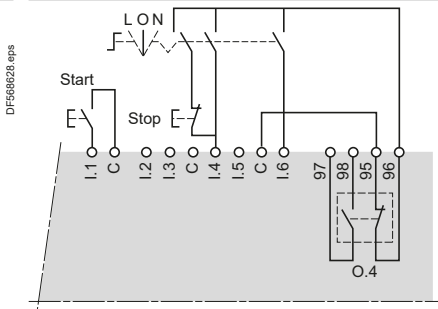 DF568628.eps
L O N
Start
Stop
I.1 C I.2 I.3 C I.4 I.5 C I.6 97 98 95 96
O.4